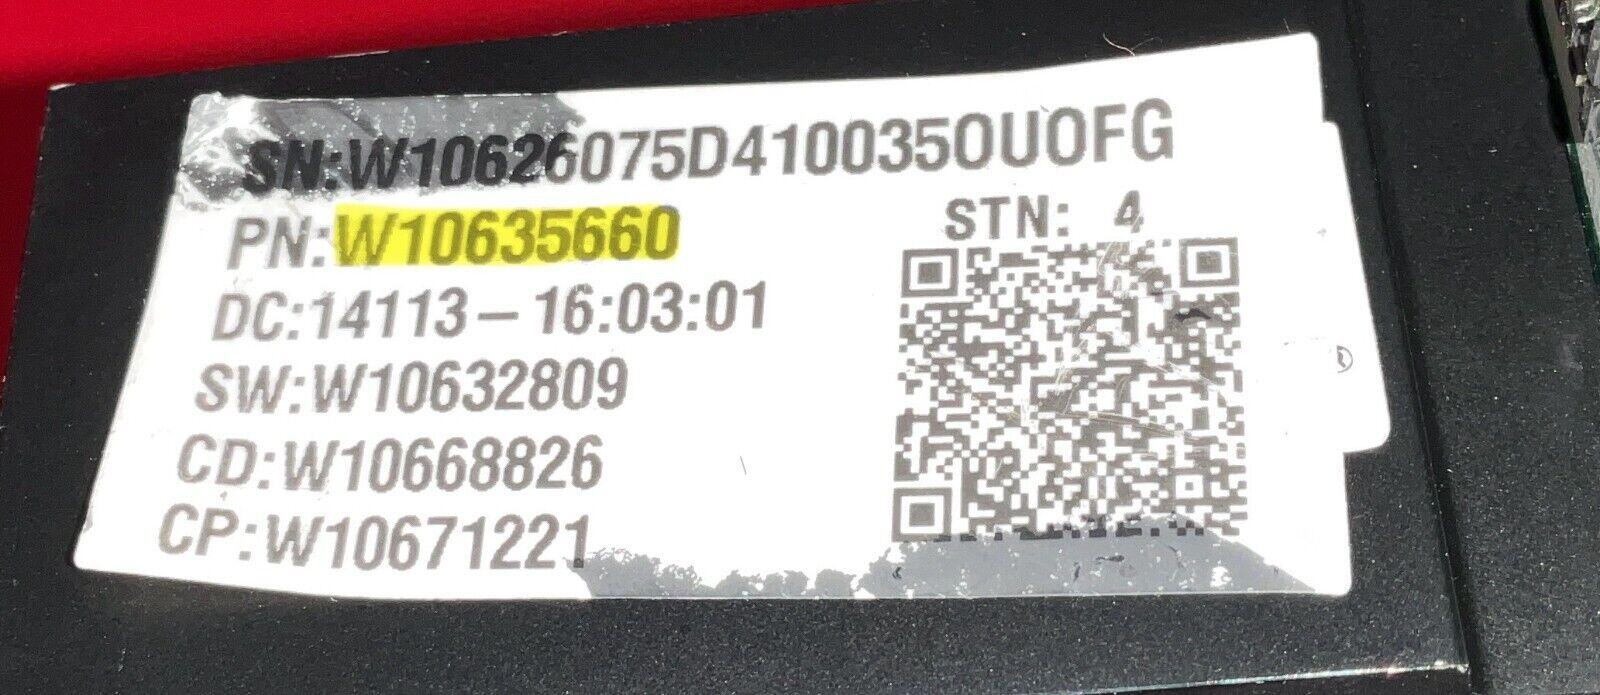 SN:W10626075D4100350U0FG
PN:W10635660
STN: 4
DC:14113-16:03:01
SW:W10632809
CD:W10668826
CP:W10671221